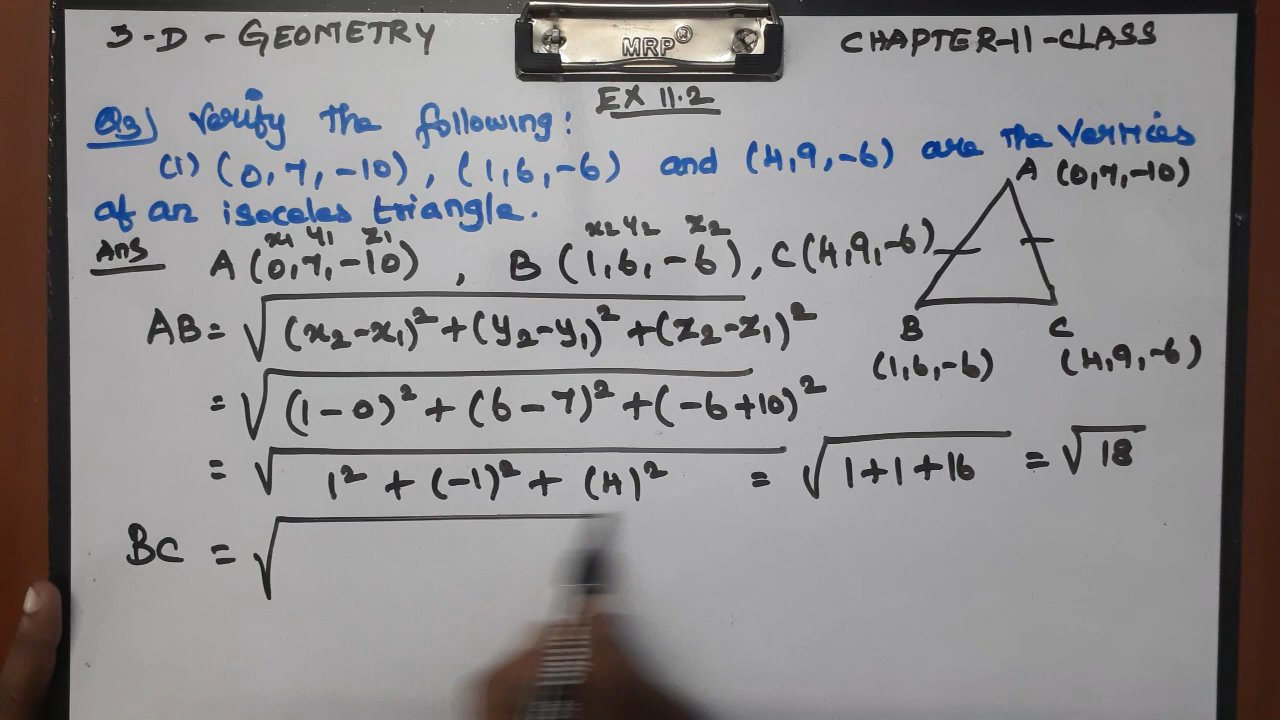 3-D-GEOMETRY MRP® CHAPTER-11-CLASS
EX 11.2
Q3) Verify the following:
(i) (0,7,-10), (1,6,-6) and (4,9,-6) are the vertices
of an isoceles triangle.
A (0,7,-10)
x₁ y₁ z₁ x₂ y₂ z₂
Ans A(0,7,-10), B(1,6,-6), C(4,9,-6)
AB = √(x₂-x₁)²+(y₂-y₁)²+(z₂-z₁)²
B C
(1,6,-6) (4,9,-6)
= √(1-0)²+(6-7)²+(-6+10)²
= √1²+(-1)²+(4)² = √1+1+16 = √18
BC = √